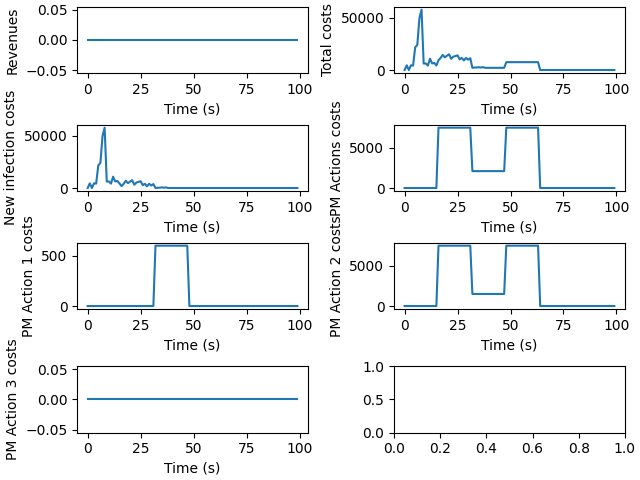 Revenues
0.05
0.00
−0.05
0 25 50 75 100
Time (s)
Total costs
50000
0
0 25 50 75 100
Time (s)
New infection costs
50000
0
0 25 50 75 100
Time (s)
PM Actions costs
5000
0
0 25 50 75 100
Time (s)
PM Action 1 costs
500
0
0 25 50 75 100
Time (s)
PM Action 2 costs
5000
0
0 25 50 75 100
Time (s)
PM Action 3 costs
0.05
0.00
−0.05
0 25 50 75 100
Time (s)
1.0
0.5
0.0
0.0 0.2 0.4 0.6 0.8 1.0